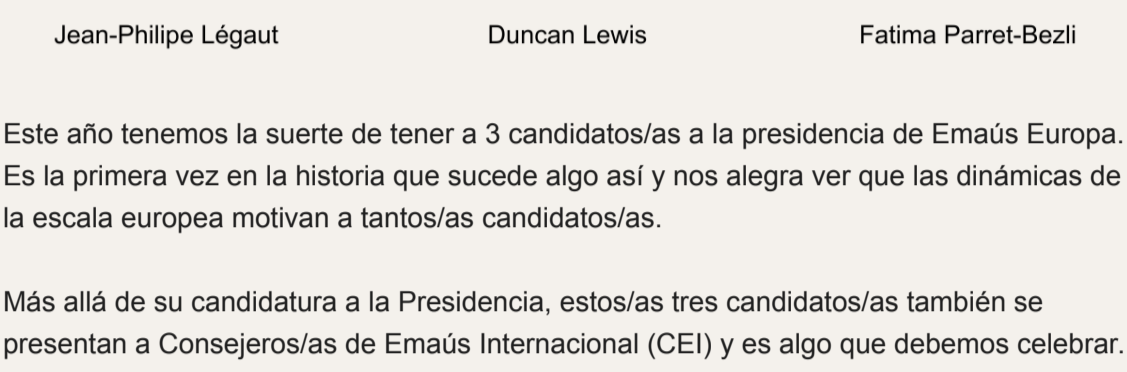 Jean-Philipe Légaut Duncan Lewis Fatima Parret-Bezli
Este año tenemos la suerte de tener a 3 candidatos/as a la presidencia de Emaús Europa.
Es la primera vez en la historia que sucede algo así y nos alegra ver que las dinámicas de
la escala europea motivan a tantos/as candidatos/as.
Más allá de su candidatura a la Presidencia, estos/as tres candidatos/as también se
presentan a Consejeros/as de Emaús Internacional (CEI) y es algo que debemos celebrar.